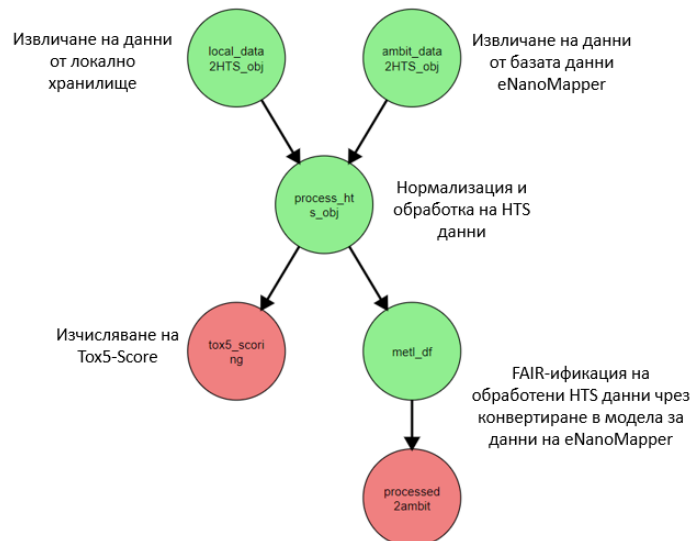 Извличане на данни
от локално
хранилище
local_data
2HTS_obj
ambit_data
2HTS_obj
Извличане на данни
от базата данни
eNanoMapper
process_ht
s_obj
Нормализация и
обработка на HTS
данни
Изчисляване на
Tox5-Score
tox5_scori
ng
metl_df
FAIR-ификация на
обработени HTS данни чрез
конвертиране в модела за
данни на eNanoMapper
processed
2ambit